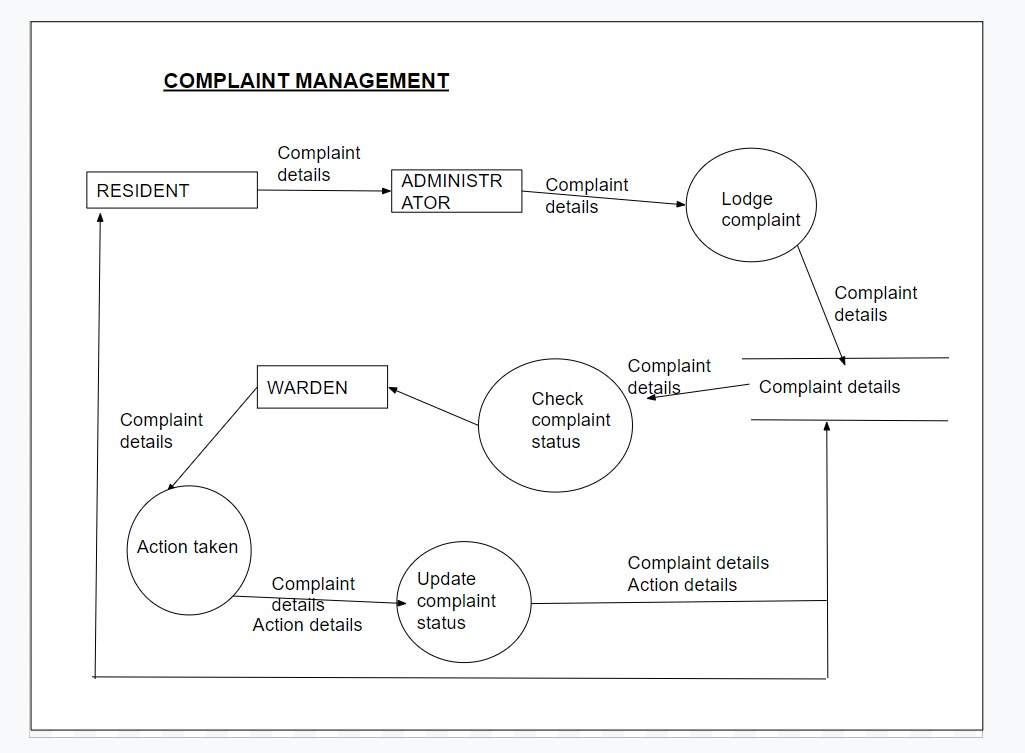 COMPLAINT MANAGEMENT
Complaint
details
RESIDENT
ADMINISTR
ATOR
Complaint
details
Lodge
complaint
Complaint
details
Complaint
details
Complaint details
Check
complaint
status
WARDEN
Complaint
details
Action taken
Complaint
details
Action details
Update
complaint
status
Complaint details
Action details